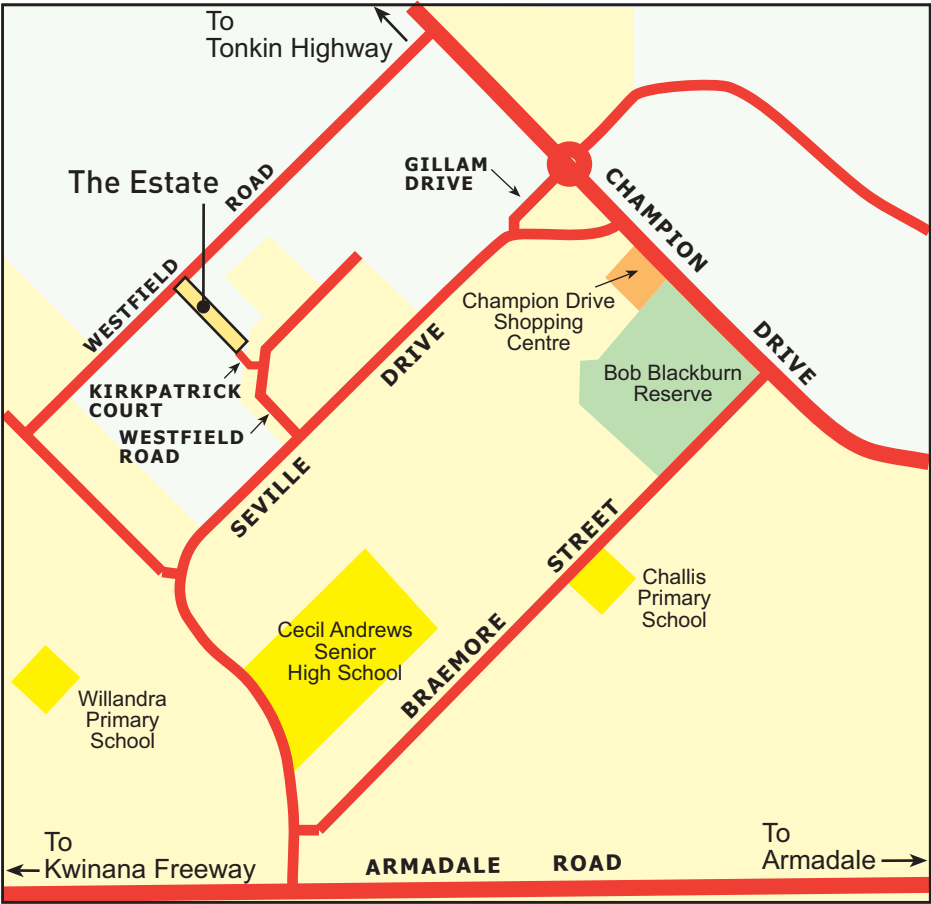 To
Tonkin Highway
The Estate
ROAD
WESTFIELD
GILLAM
DRIVE
CHAMPION
DRIVE
Champion Drive
Shopping
Centre
Bob Blackburn
Reserve
KIRKPATRICK
COURT
WESTFIELD
ROAD
SEVILLE
DRIVE
BRAEMORE
STREET
Challis
Primary
School
Cecil Andrews
Senior
High School
Willandra
Primary
School
To
Kwinana Freeway
ARMADALE ROAD
To
Armadale